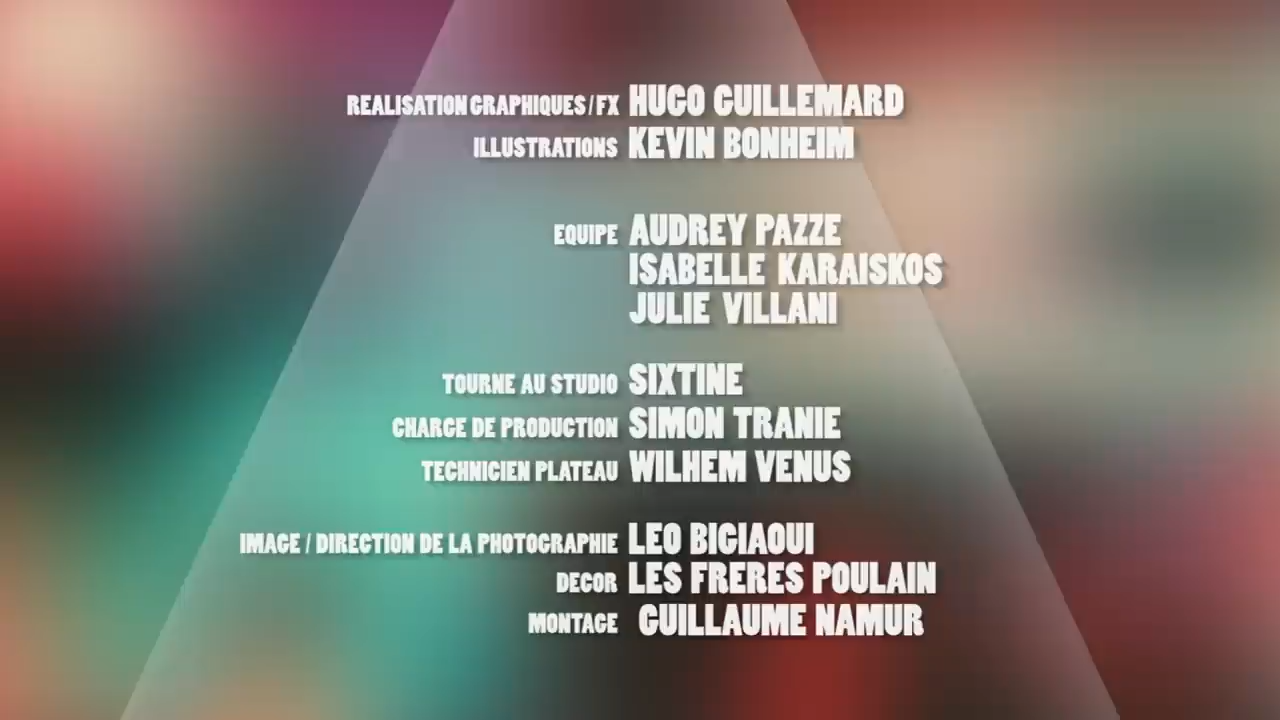 REALISATION GRAPHIQUES / FX HUGO GUILLEMARD
ILLUSTRATIONS KEVIN BONHEIM
EQUIPE AUDREY PAZZE
ISABELLE KARAISKOS
JULIE VILLANI
TOURNE AU STUDIO SIXTINE
CHARGE DE PRODUCTION SIMON TRANIE
TECHNICIEN PLATEAU WILHEM VENUS
IMAGE / DIRECTION DE LA PHOTOGRAPHIE LEO BIGIAOUI
DECOR LES FRERES POULAIN
MONTAGE GUILLAUME NAMUR